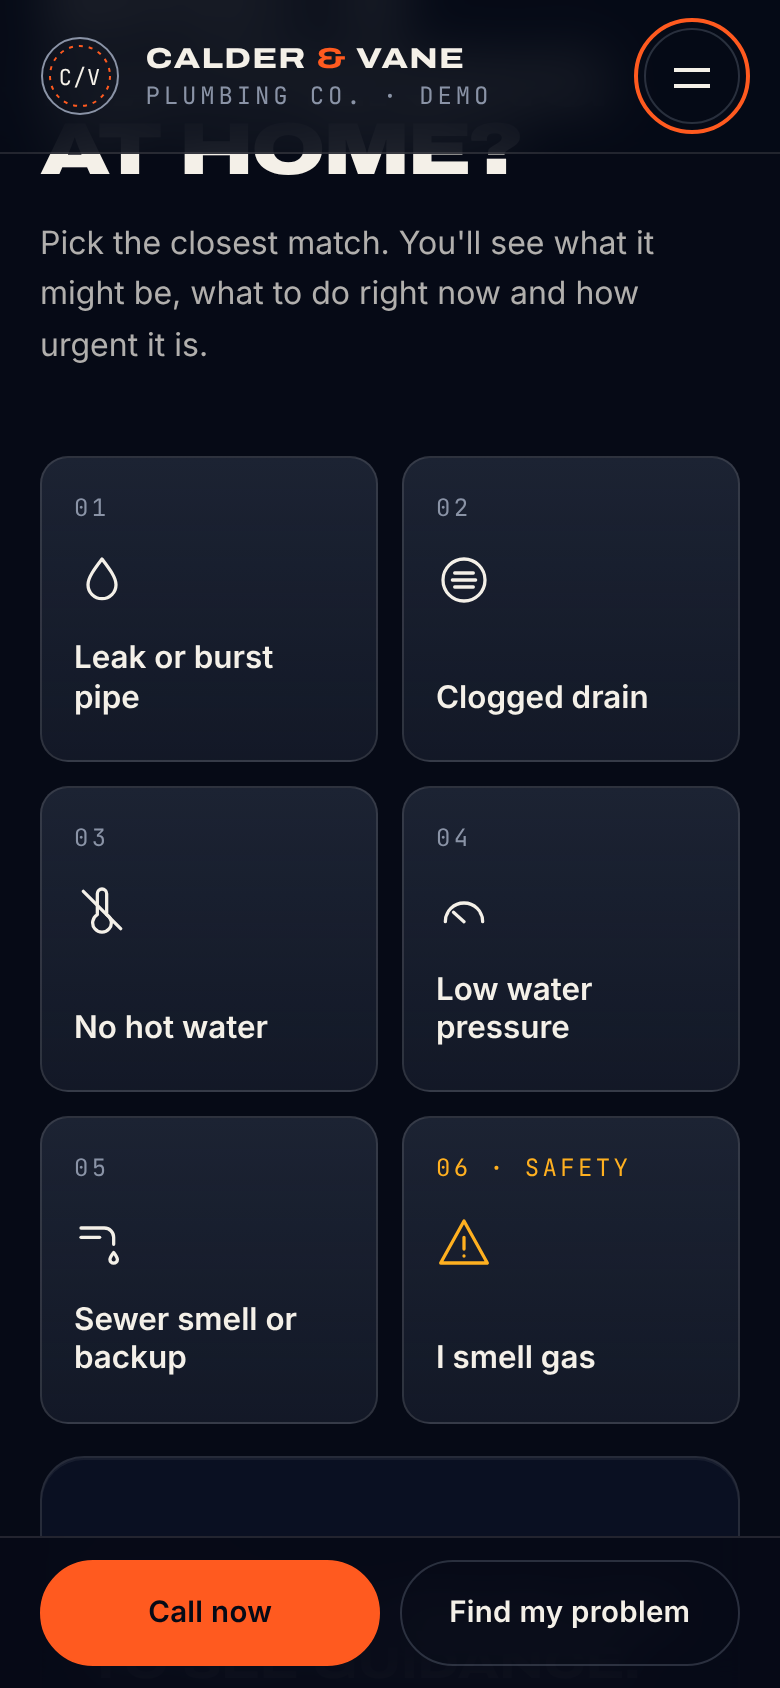 C/V
CALDER & VANE
PLUMBING CO. · DEMO
AT HOME?
Pick the closest match. You'll see what it
might be, what to do right now and how
urgent it is.
01
Leak or burst
pipe
02
Clogged drain
03
No hot water
04
Low water
pressure
05
Sewer smell or
backup
06 · SAFETY
I smell gas
Call now
Find my problem